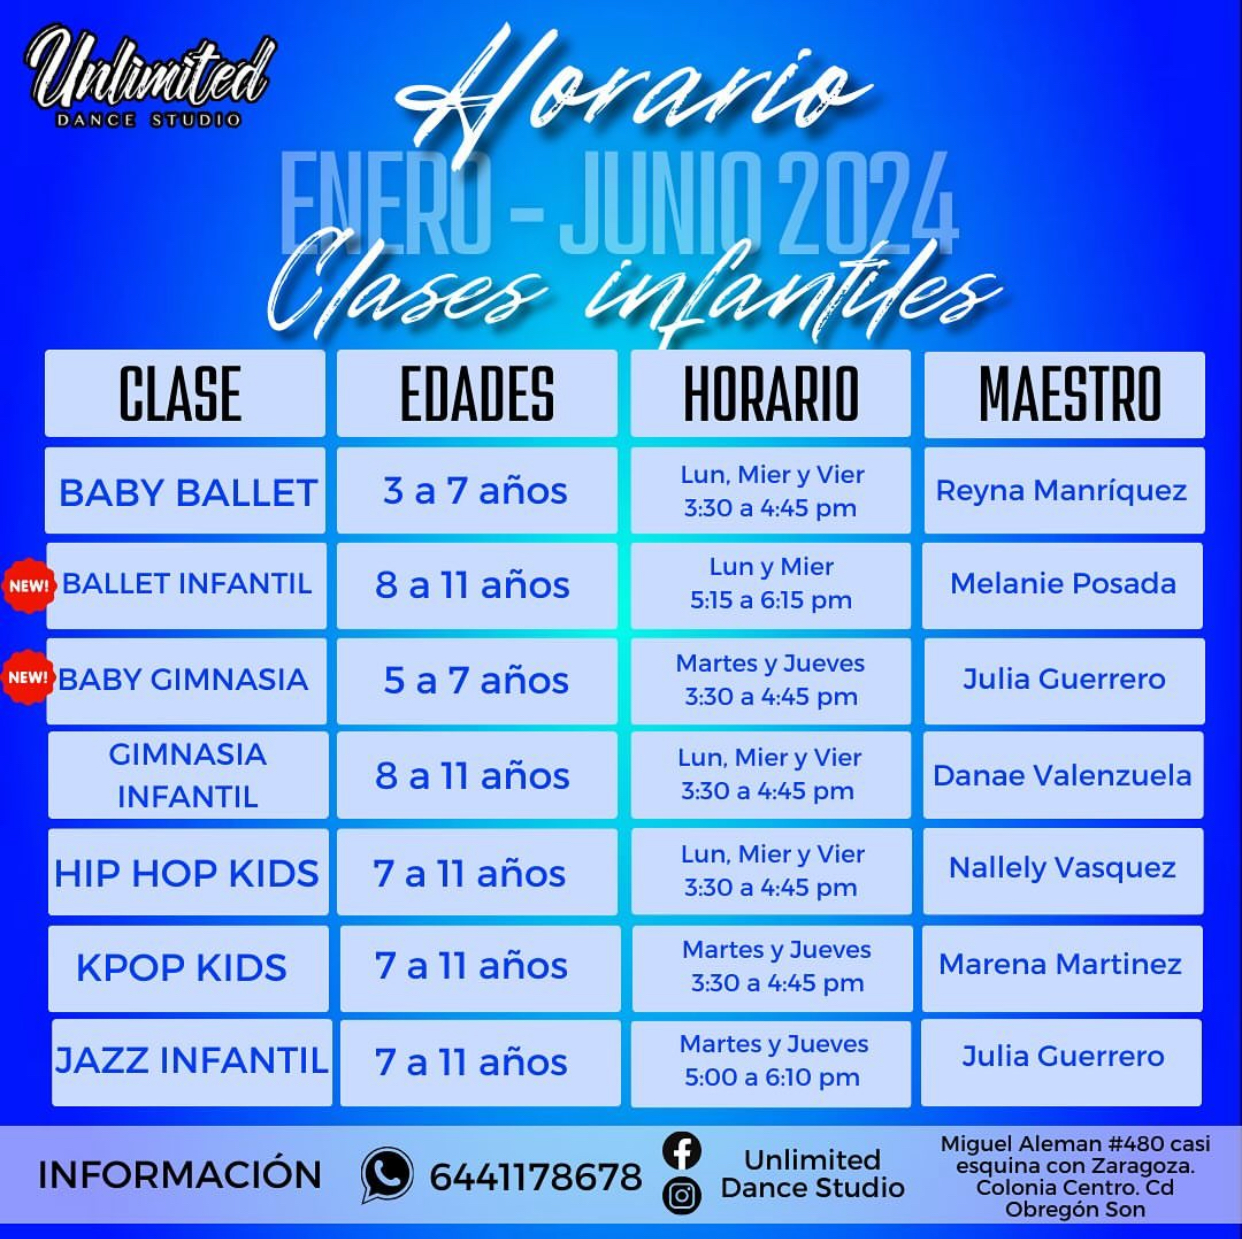 Unlimited
DANCE STUDIO
Horario
ENERO - JUNIO 2024
Clases infantiles
CLASE EDADES HORARIO MAESTRO
BABY BALLET 3 a 7 años Lun, Mier y Vier
3:30 a 4:45 pm Reyna Manríquez
NEW! BALLET INFANTIL 8 a 11 años Lun y Mier
5:15 a 6:15 pm Melanie Posada
NEW! BABY GIMNASIA 5 a 7 años Martes y Jueves
3:30 a 4:45 pm Julia Guerrero
GIMNASIA
INFANTIL 8 a 11 años Lun, Mier y Vier
3:30 a 4:45 pm Danae Valenzuela
HIP HOP KIDS 7 a 11 años Lun, Mier y Vier
3:30 a 4:45 pm Nallely Vasquez
KPOP KIDS 7 a 11 años Martes y Jueves
3:30 a 4:45 pm Marena Martinez
JAZZ INFANTIL 7 a 11 años Martes y Jueves
5:00 a 6:10 pm Julia Guerrero
INFORMACIÓN 6441178678
Unlimited
Dance Studio
Miguel Aleman #480 casi
esquina con Zaragoza.
Colonia Centro. Cd
Obregón Son